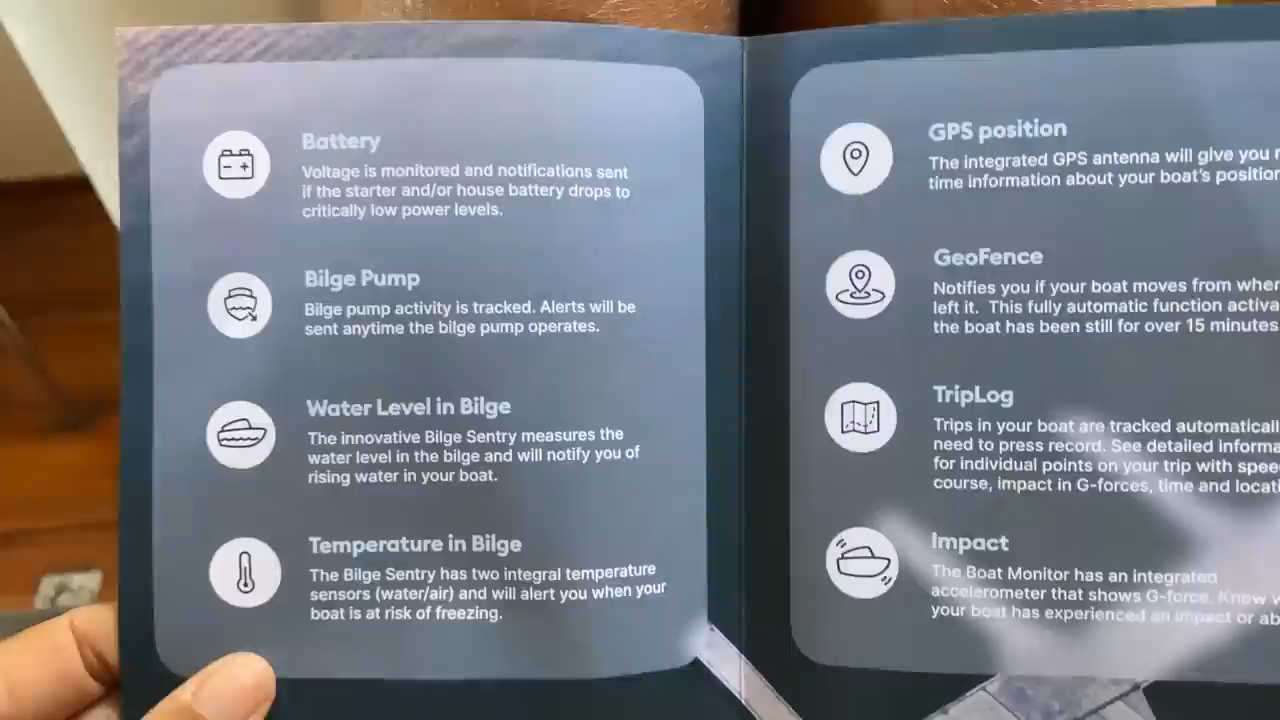 Battery
Voltage is monitored and notifications sent
if the starter and/or house battery drops to
critically low power levels.
Bilge Pump
Bilge pump activity is tracked. Alerts will be
sent anytime the bilge pump operates.
Water Level in Bilge
The innovative Bilge Sentry measures the
water level in the bilge and will notify you of
rising water in your boat.
Temperature in Bilge
The Bilge Sentry has two integral temperature
sensors (water/air) and will alert you when your
boat is at risk of freezing.
GPS position
The integrated GPS antenna will give you
time information about your boat's
GeoFence
Notifies you if your boat moves from
left it. This fully automatic function
the boat has been still for over 15 minutes
TripLog
Trips in your boat are tracked
need to press record. See detailed
for individual points on your trip with
course, impact in G-forces, time and
Impact
The Boat Monitor has an integrated
accelerometer that shows G-force. Know
your boat has experienced an impact or